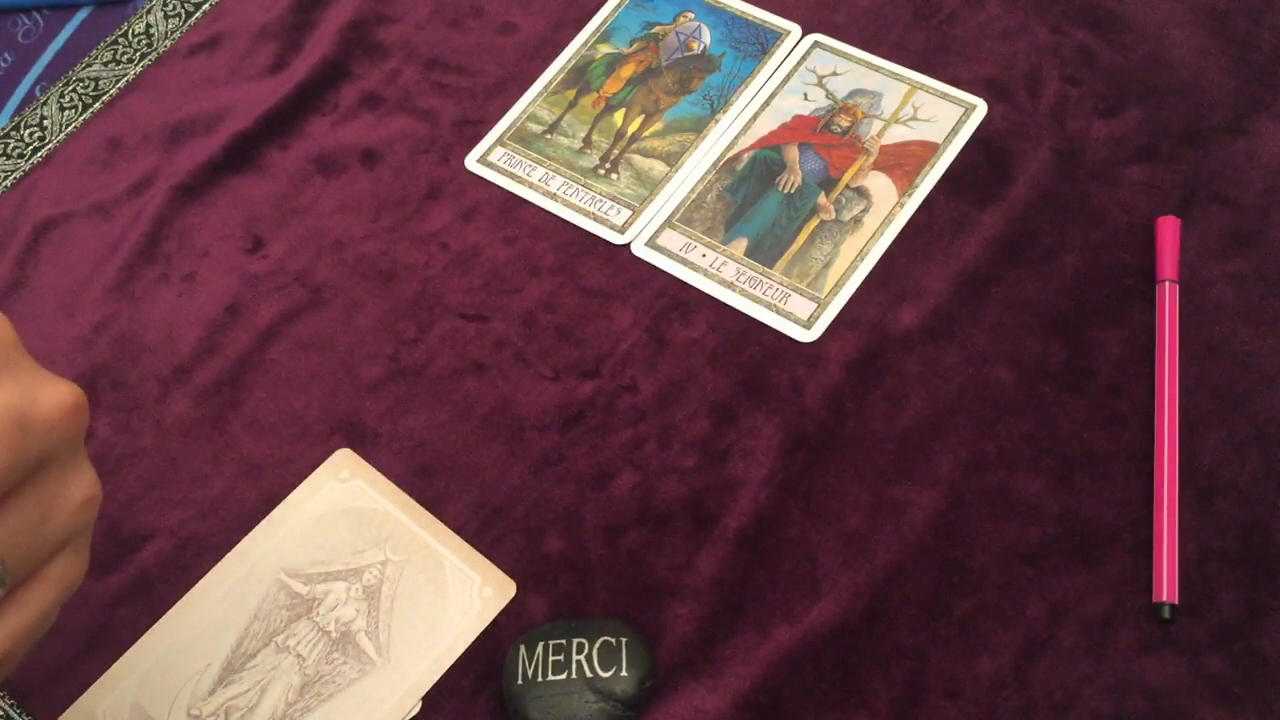 PRINCE DE PENTACLES
IV • LE SEIGNEUR
MERCI